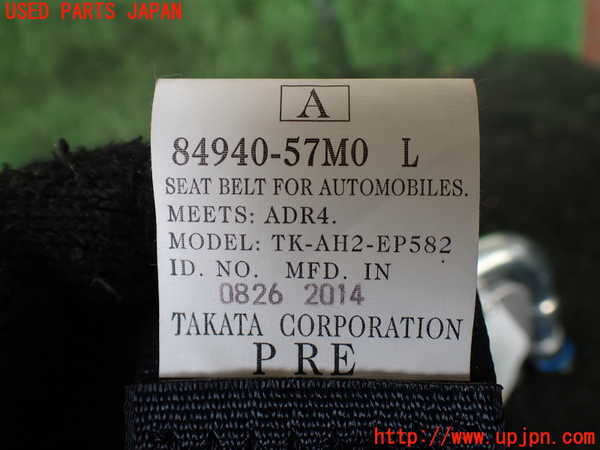 USED PARTS JAPAN
A
84940-57M0 L
SEAT BELT FOR AUTOMOBILES.
MEETS: ADR4.
MODEL: TK-AH2-EP582
ID. NO. MFD. IN
0826 2014
TAKATA CORPORATION
PRE
http://www.upjpn.com/